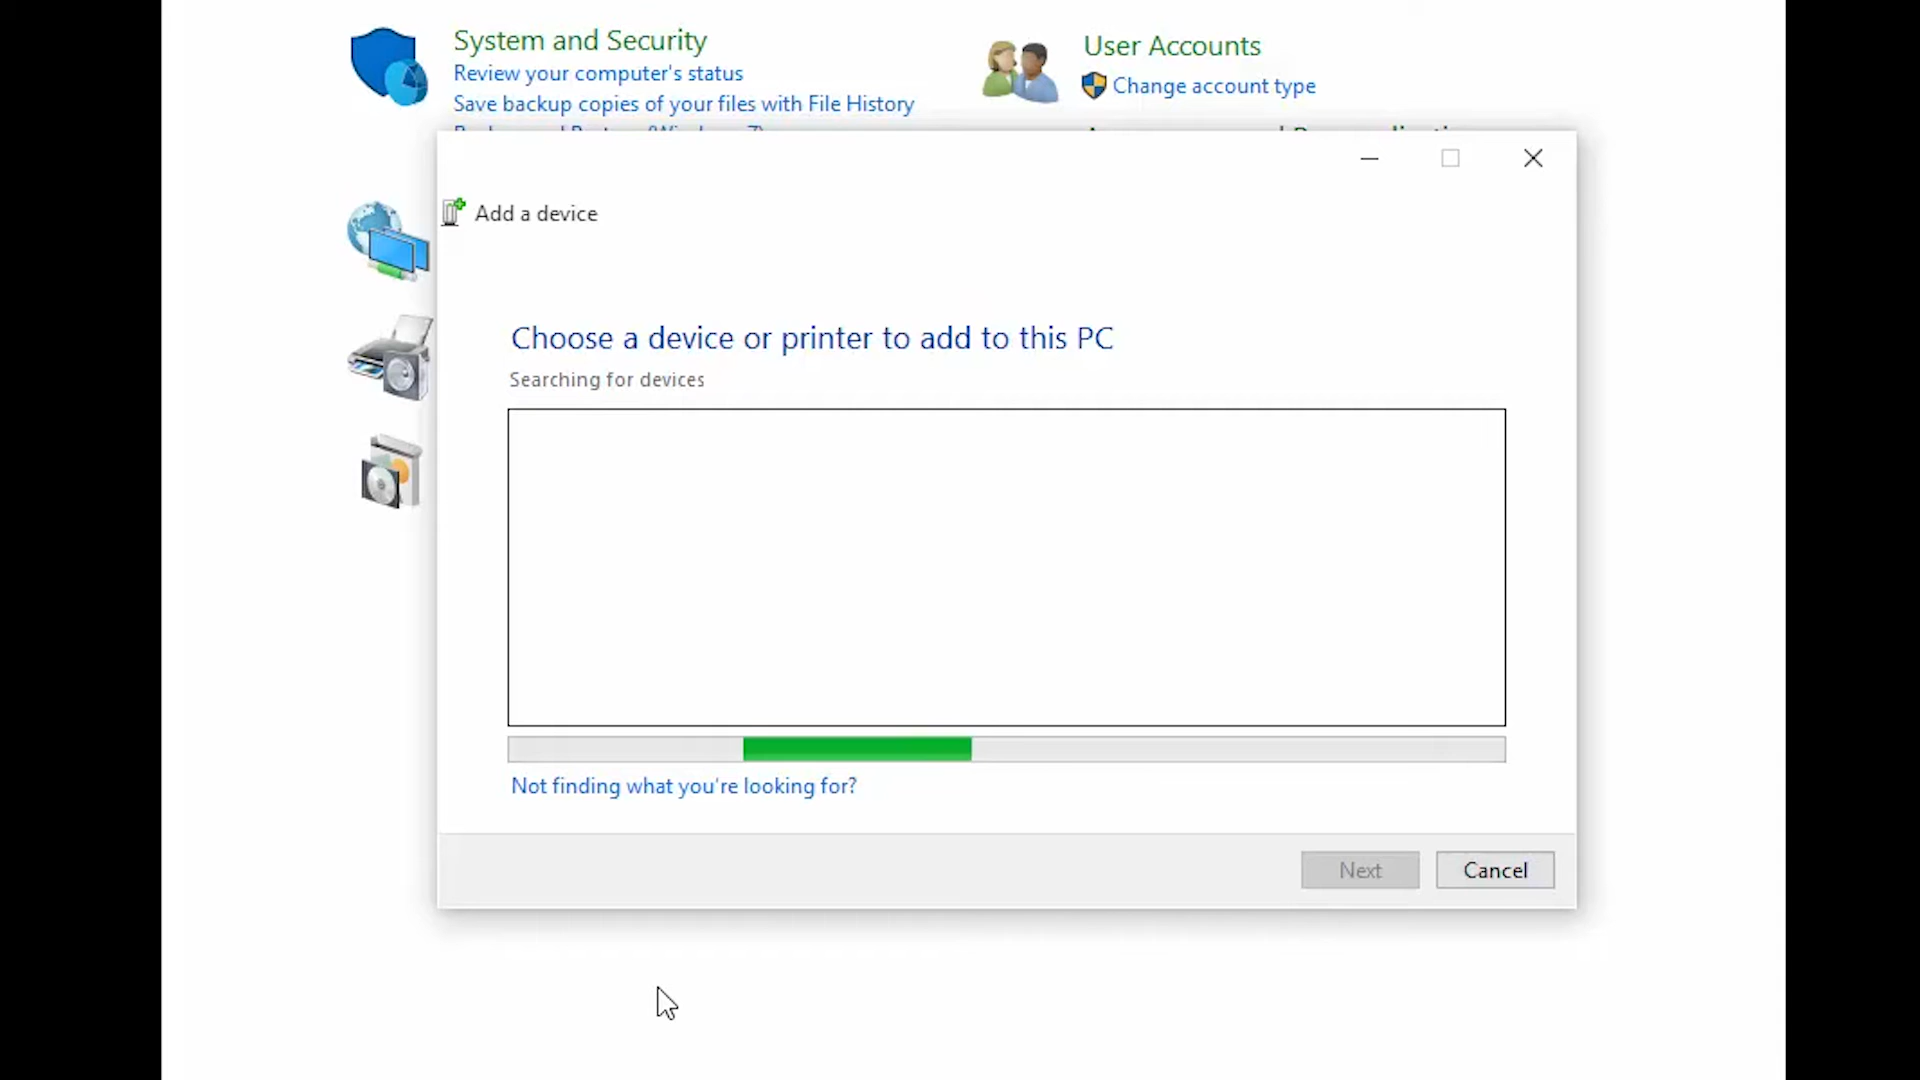 System and Security
Review your computer's status
Save backup copies of your files with File History
User Accounts
Change account type
Add a device
Choose a device or printer to add to this PC
Searching for devices
Not finding what you're looking for?
Next
Cancel